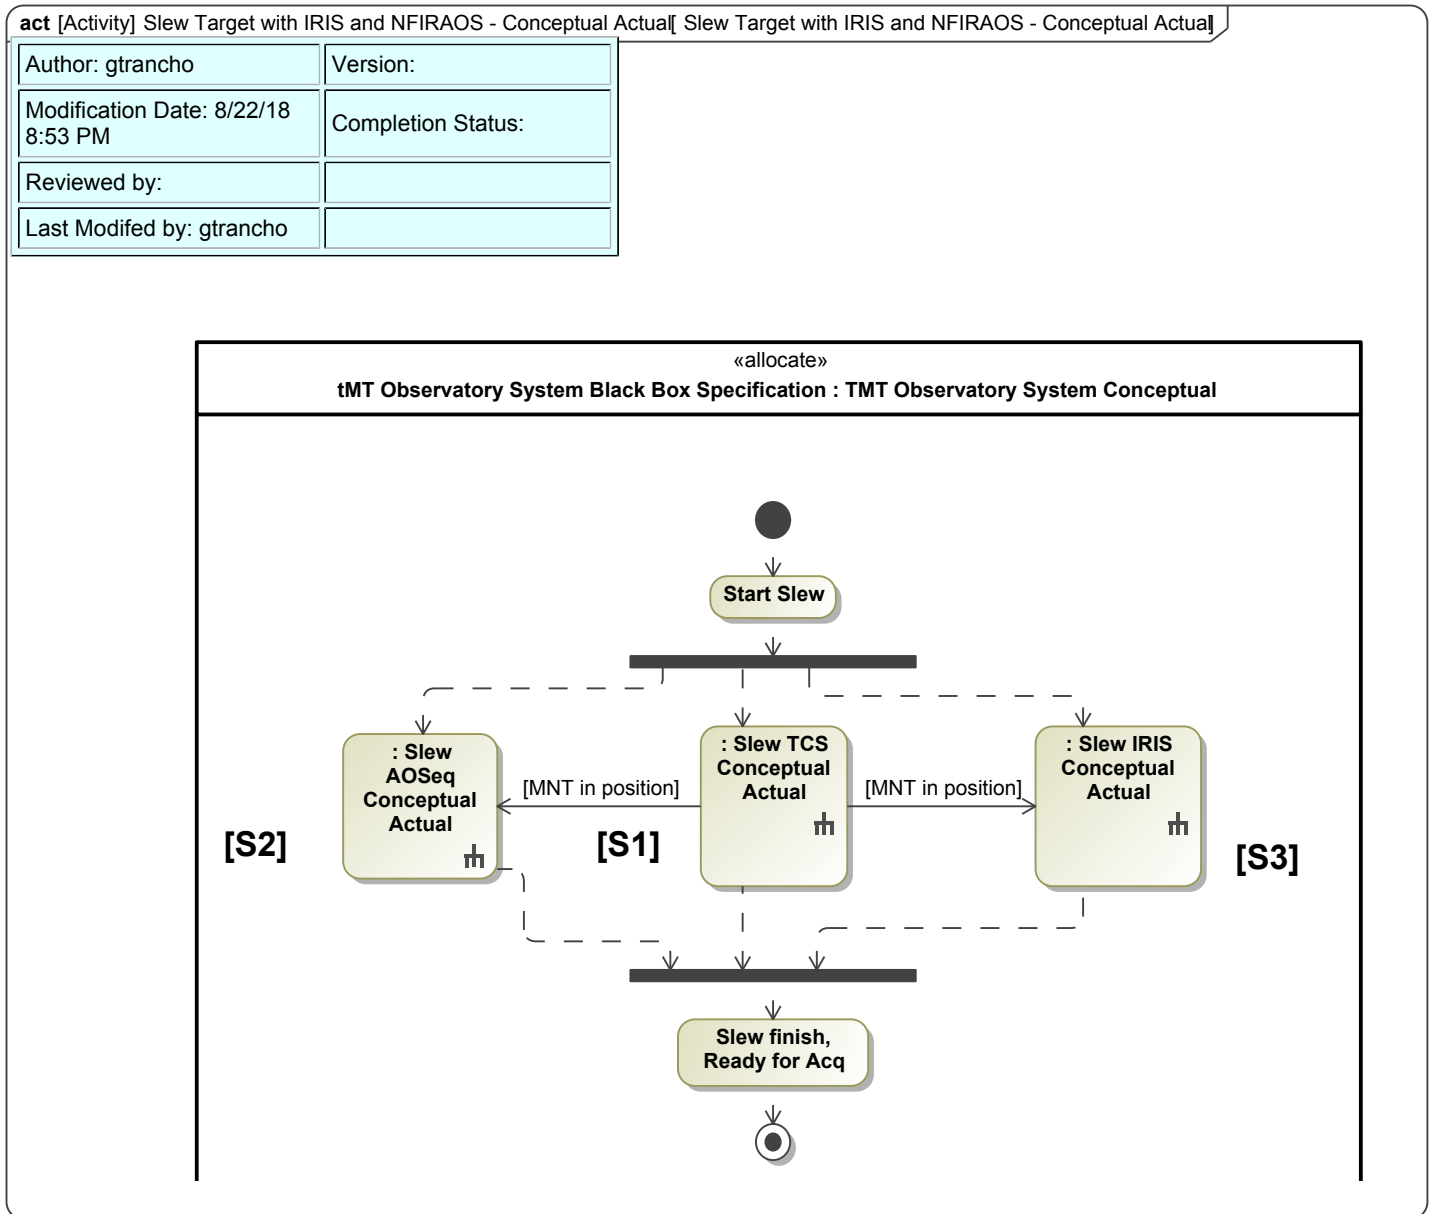 act [Activity] Slew Target with IRIS and NFIRAOS - Conceptual Actual[ Slew Target with IRIS and NFIRAOS - Conceptual Actual]
Author: gtrancho
Version:
Modification Date: 8/22/18
8:53 PM
Completion Status:
Reviewed by:
Last Modifed by: gtrancho
«allocate»
tMT Observatory System Black Box Specification : TMT Observatory System Conceptual
Start Slew
: Slew
AOSeq
Conceptual
Actual
[MNT in position]
: Slew TCS
Conceptual
Actual
[MNT in position]
: Slew IRIS
Conceptual
Actual
[S2]
[S1]
[S3]
Slew finish,
Ready for Acq